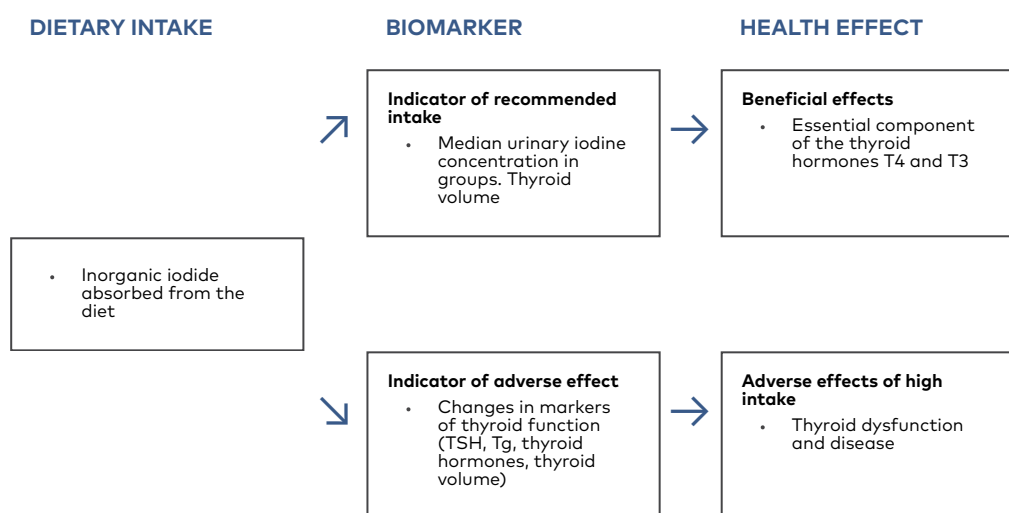 DIETARY INTAKE
BIOMARKER
HEALTH EFFECT
Indicator of recommended
intake
• Median urinary iodine
concentration in
groups. Thyroid
volume
Beneficial effects
• Essential component
of the thyroid
hormones T4 and T3
• Inorganic iodide
absorbed from the
diet
Indicator of adverse effect
• Changes in markers
of thyroid function
(TSH, Tg, thyroid
hormones, thyroid
volume)
Adverse effects of high
intake
• Thyroid dysfunction
and disease